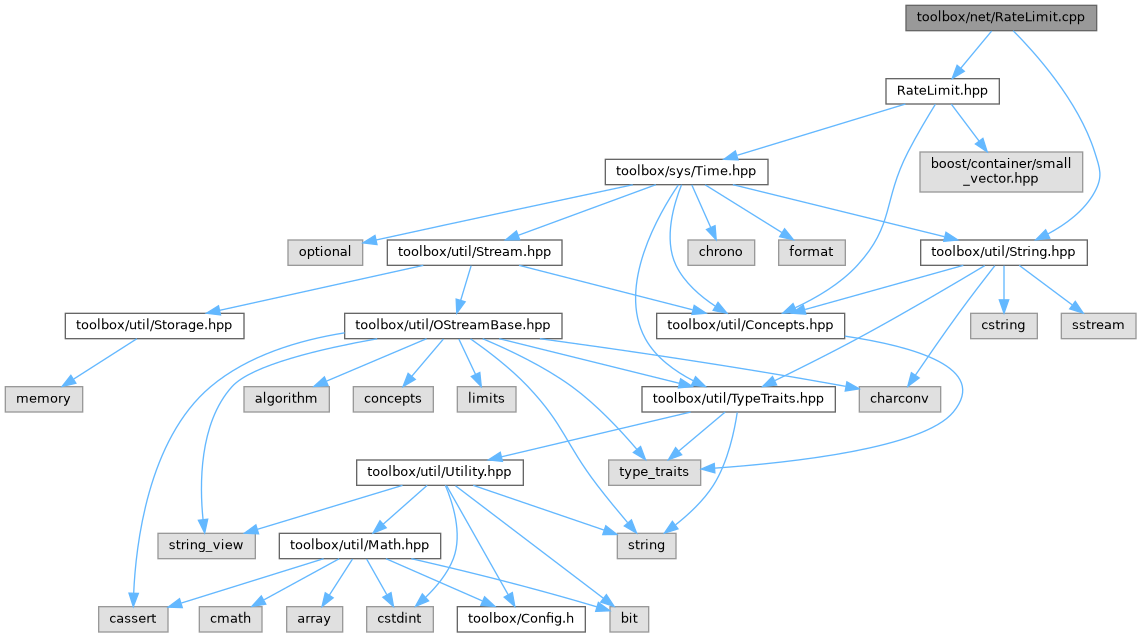 toolbox/net/RateLimit.cpp
RateLimit.hpp
boost/container/small
_vector.hpp
toolbox/sys/Time.hpp
optional
toolbox/util/Stream.hpp
chrono
format
toolbox/util/String.hpp
toolbox/util/Storage.hpp
toolbox/util/OStreamBase.hpp
toolbox/util/Concepts.hpp
cstring
sstream
memory
algorithm
concepts
limits
toolbox/util/TypeTraits.hpp
charconv
toolbox/util/Utility.hpp
type_traits
string_view
toolbox/util/Math.hpp
string
cassert
cmath
array
cstdint
toolbox/Config.h
bit